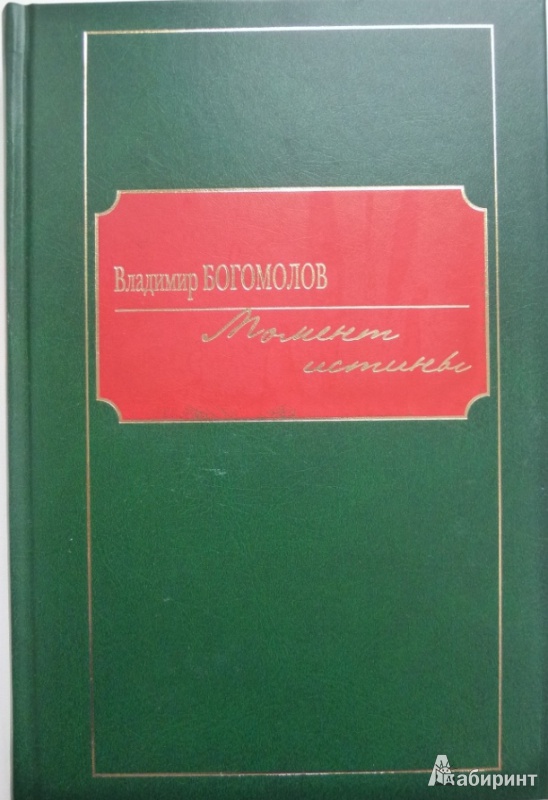 Владимир БОГОМОЛОВ
Момент
истины
Лабиринт